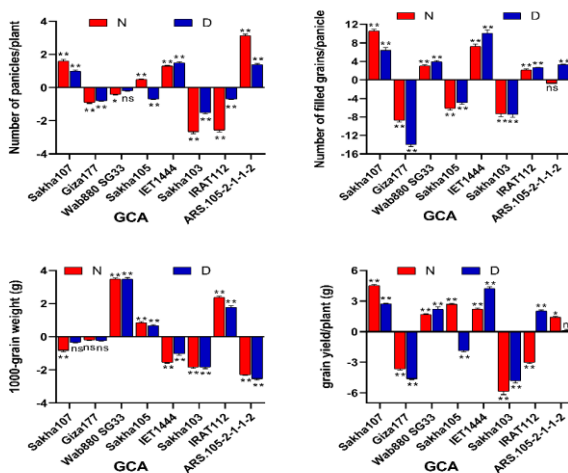 N D
Number of panicles/plant
4
2
0
-2
-4
** ** ** ** * ns ** ** ** ** ** ** ** ** ** **
Sakha107
Giza177
Wab880 SG33
Sakha105
IET1444
Sakha103
IRAT112
ARS.105-2-1-1-2
GCA
N D
Number of filled grains/panicle
12
8
4
0
-4
-8
-12
-16
** ** ** ** ** ** ** ** ** ** ** ** ** ** ns **
Sakha107
Giza177
Wab880 SG33
Sakha105
IET1444
Sakha103
IRAT112
ARS.105-2-1-1-2
GCA
N D
1000-grain weight (g)
4
2
0
-2
-4
** ns ns ns ** ** ** ** ** ** ** ** ** ** ** **
Sakha107
Giza177
Wab880 SG33
Sakha105
IET1444
Sakha103
IRAT112
ARS.105-2-1-1-2
GCA
N D
grain yield/plant (g)
6
3
0
-3
-6
** ** ** ** ** ** ** ** ** ** ** ** ** ** *
Sakha107
Giza177
Wab880 SG33
Sakha105
IET1444
Sakha103
IRAT112
ARS.105-2-1-1-2
GCA